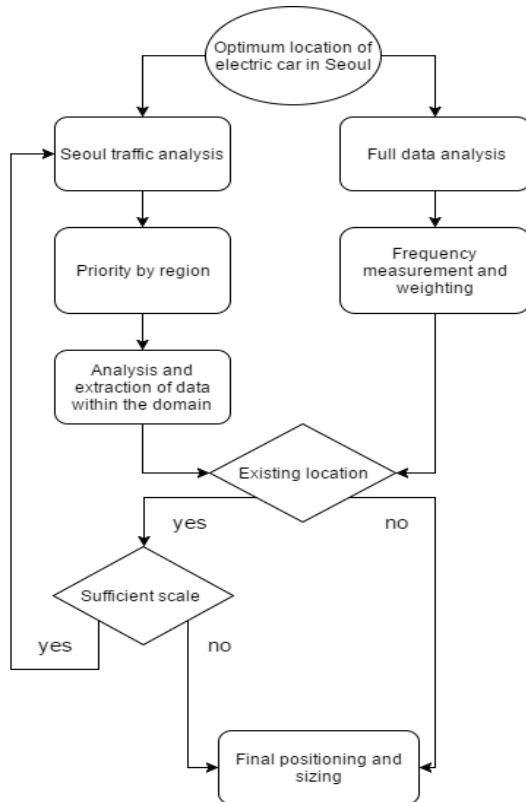 Optimum location of
electric car in Seoul
Seoul traffic analysis
Full data analysis
Priority by region
Frequency
measurement and
weighting
Analysis and
extraction of data
within the domain
Existing location
yes
no
Sufficient scale
yes
no
Final positioning and
sizing